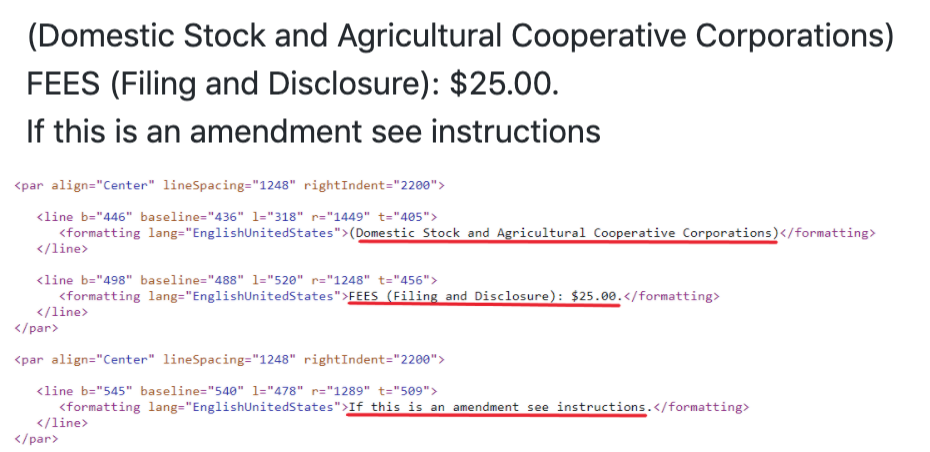 (Domestic Stock and Agricultural Cooperative Corporations)
FEES (Filing and Disclosure): $25.00.
If this is an amendment see instructions
<par align="Center" lineSpacing="1248" rightIndent="2200">
<line b="446" baseline="436" l="318" r="1449" t="405">
<formatting lang="EnglishUnitedStates">(Domestic Stock and Agricultural Cooperative Corporations)</formatting>
</line>
<line b="498" baseline="488" l="520" r="1248" t="456">
<formatting lang="EnglishUnitedStates">FEES (Filing and Disclosure): $25.00.</formatting>
</line>
</par>
<par align="Center" lineSpacing="1248" rightIndent="2200">
<line b="545" baseline="540" l="478" r="1289" t="509">
<formatting lang="EnglishUnitedStates">If this is an amendment see instructions.</formatting>
</line>
</par>